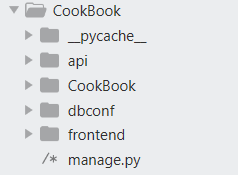 CookBook
__pycache__
api
CookBook
dbconf
frontend
/* manage.py